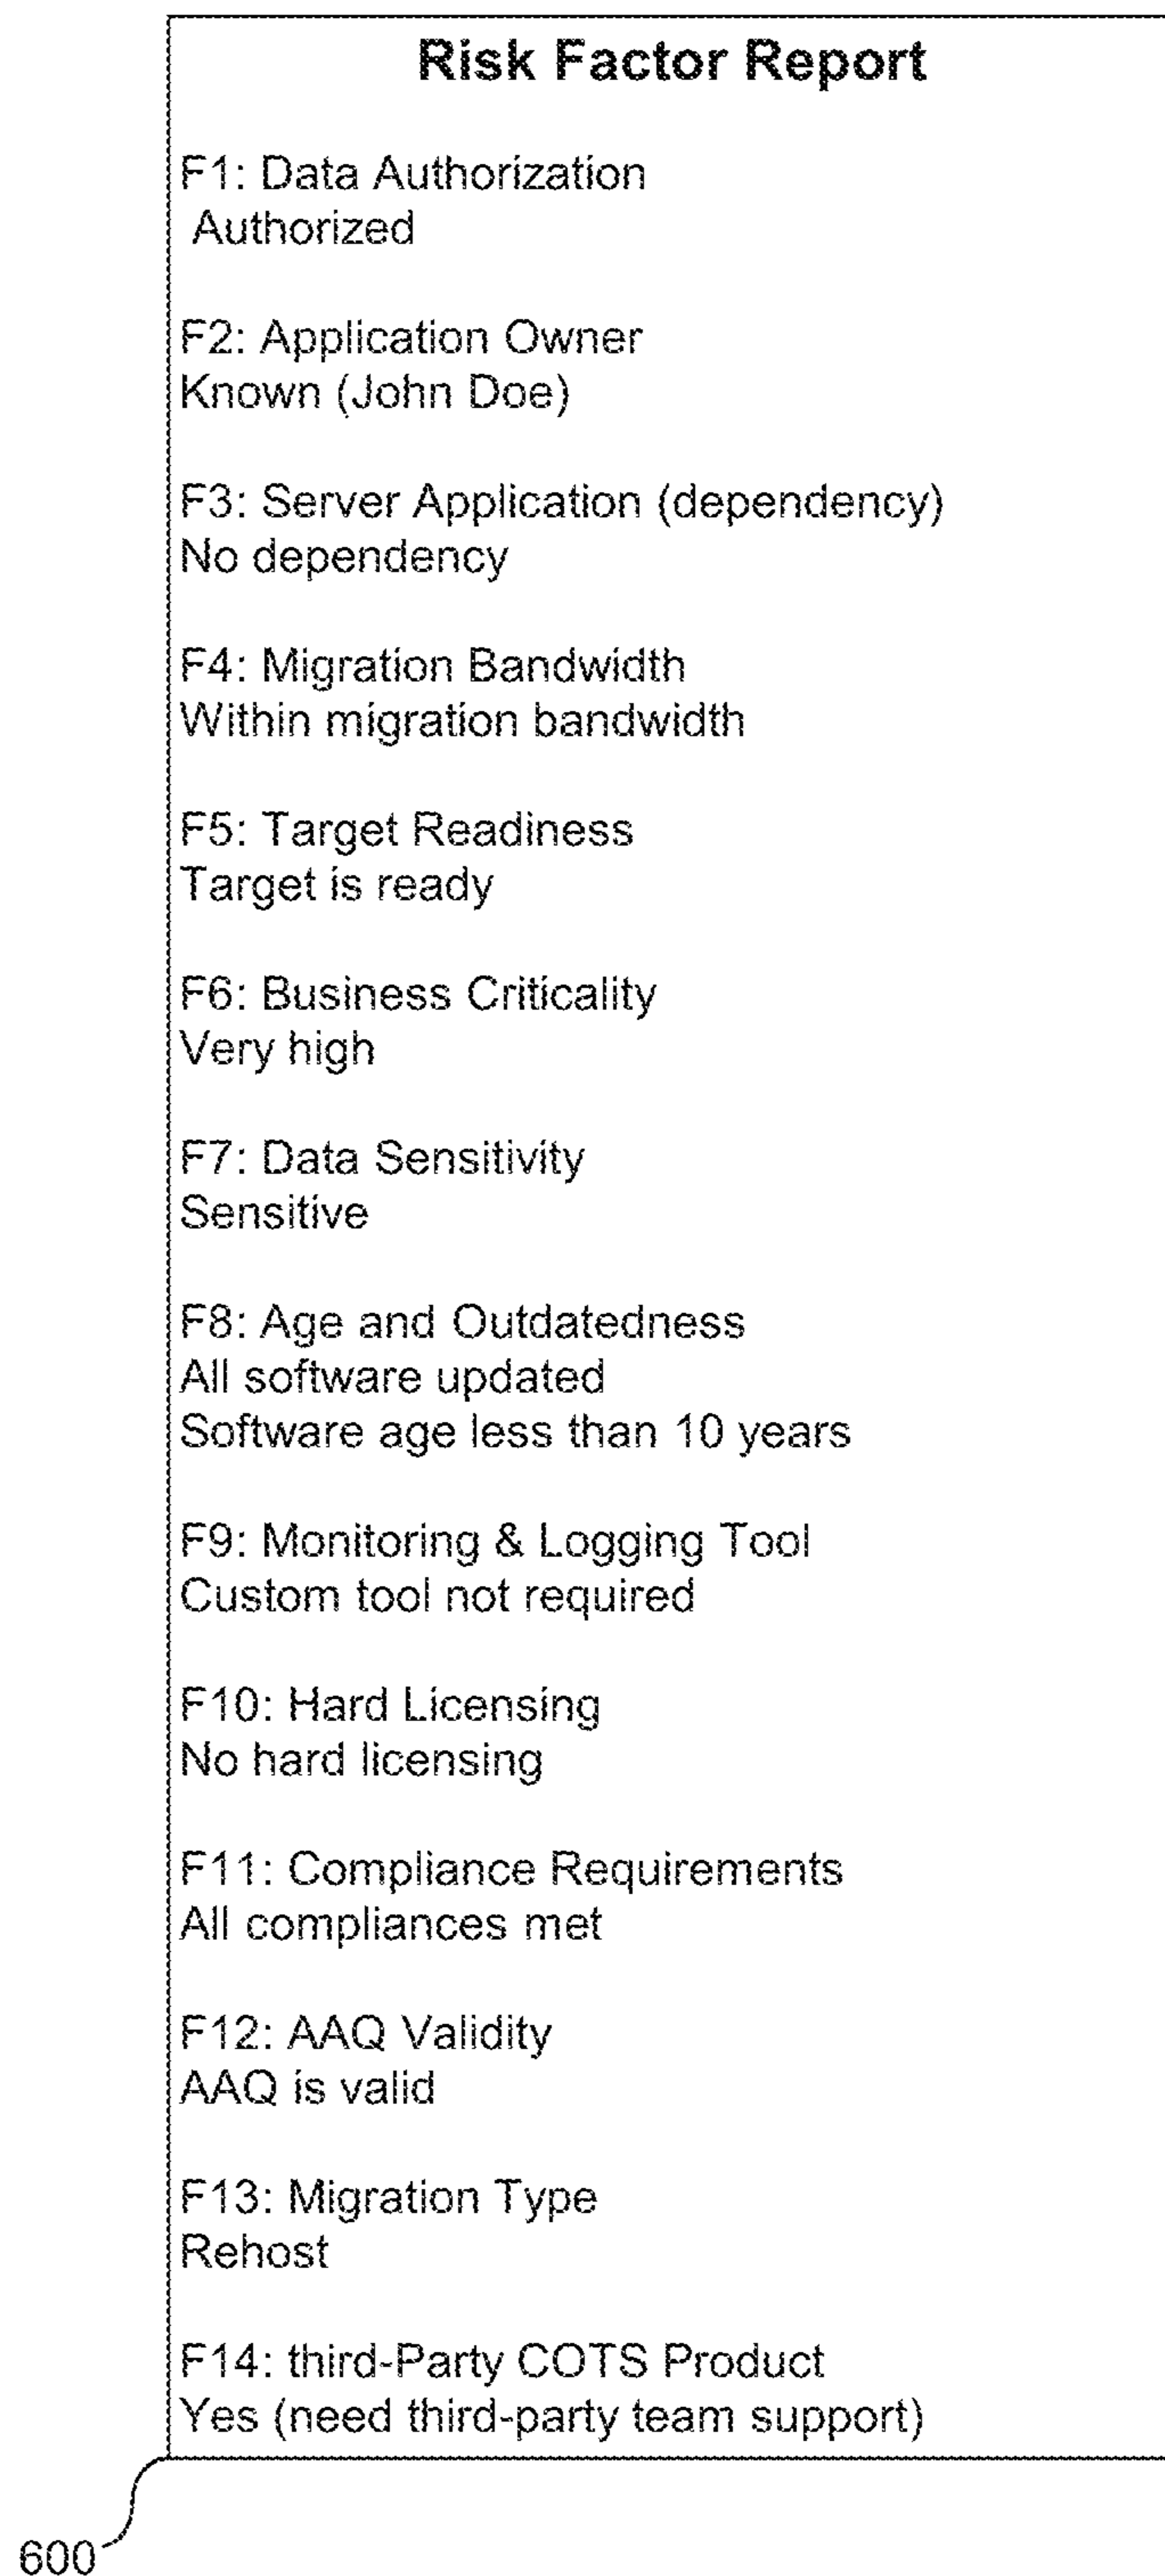 Risk Factor Report
F1: Data Authorization
Authorized
F2: Application Owner
Known (John Doe)
F3: Server Application (dependency)
No dependency
F4: Migration Bandwidth
Within migration bandwidth
F5: Target Readiness
Target is ready
F6: Business Criticality
Very high
F7: Data Sensitivity
Sensitive
F8: Age and Outdatedness
All software updated
Software age less than 10 years
F9: Monitoring & Logging Tool
Custom tool not required
F10: Hard Licensing
No hard licensing
F11: Compliance Requirements
All compliances met
F12: AAQ Validity
AAQ is valid
F13: Migration Type
Rehost
F14: third-Party COTS Product
Yes (need third-party team support)
600